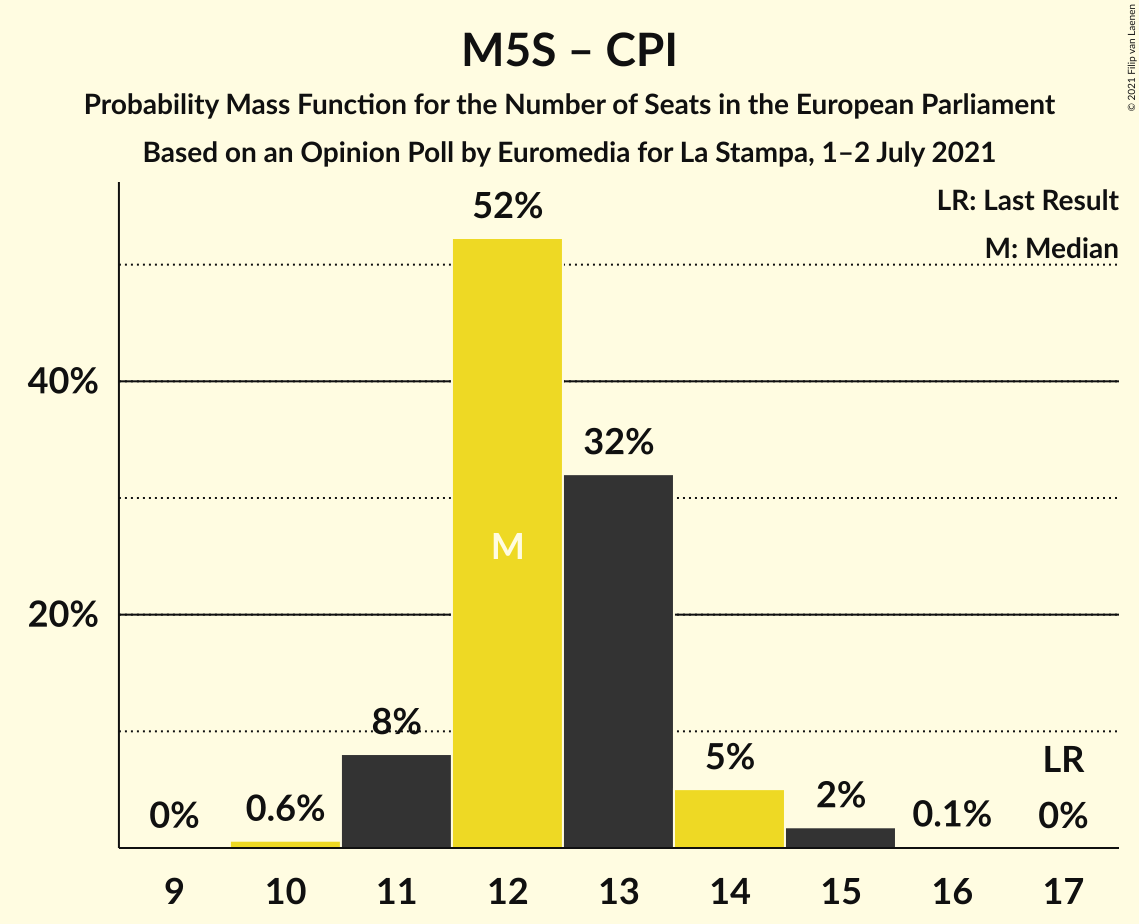 M5S – CPI
Probability Mass Function for the Number of Seats in the European Parliament
Based on an Opinion Poll by Euromedia for La Stampa, 1–2 July 2021
© 2021 Filip van Laenen
LR: Last Result
M: Median
52%
40%
32%
M
20%
8%
5%
LR
0%
0.6%
2%
0.1%
0%
9 10 11 12 13 14 15 16 17